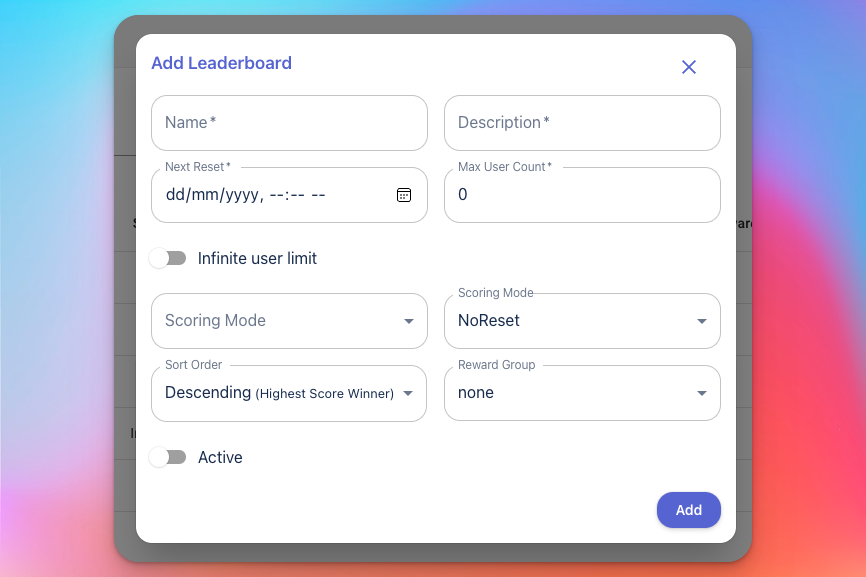 Add Leaderboard
Name*
Description*
Next Reset*
dd/mm/yyyy, --:-- --
Max User Count*
0
Infinite user limit
Scoring Mode
Scoring Mode
NoReset
Sort Order
Descending (Highest Score Winner)
Reward Group
none
Active
Add